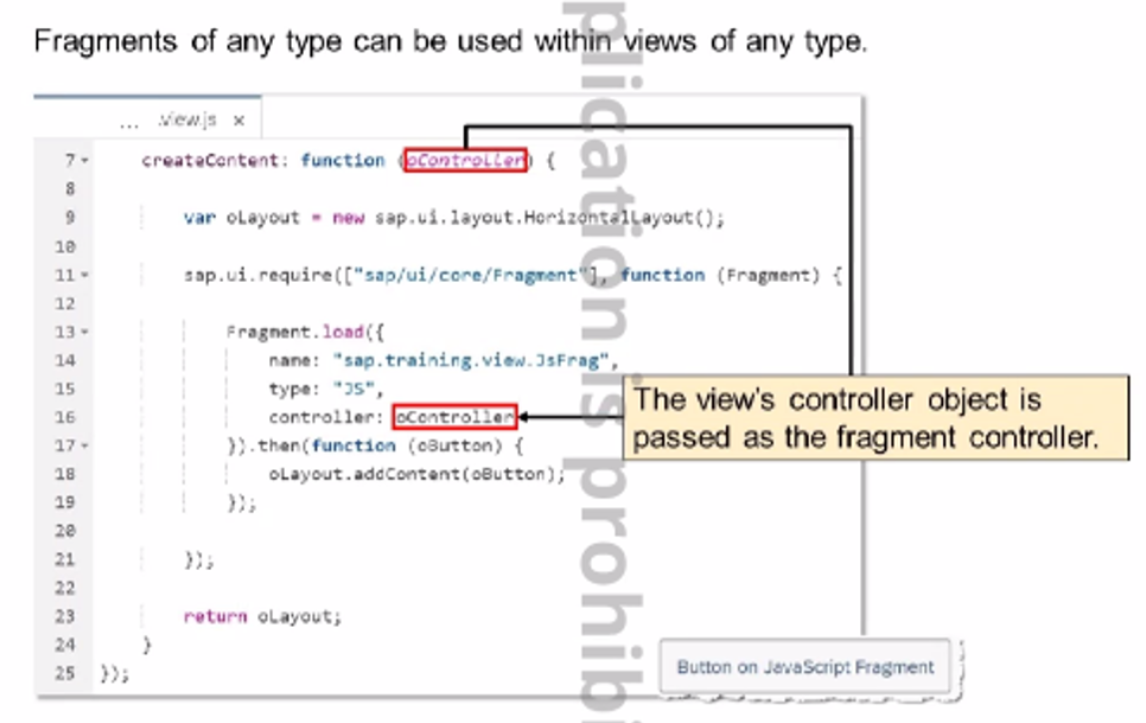 Fragments of any type can be used within views of any type.
... .view.js x
7 createContent: function (oController) {
8
9 var oLayout = new sap.ui.layout.HorizontalLayout();
10
11 sap.ui.require(["sap/ui/core/Fragment"], function (Fragment) {
12
13 Fragment.load({
14 name: "sap.training.view.JsFrag",
15 type: "JS",
16 controller: oController
17 }).then(function (oButton) {
18 oLayout.addContent(oButton);
19 });
20
21 });
22
23 return oLayout;
24 }
25 });
The view's controller object is
passed as the fragment controller.
Button on JavaScript Fragment
plication is prohibi